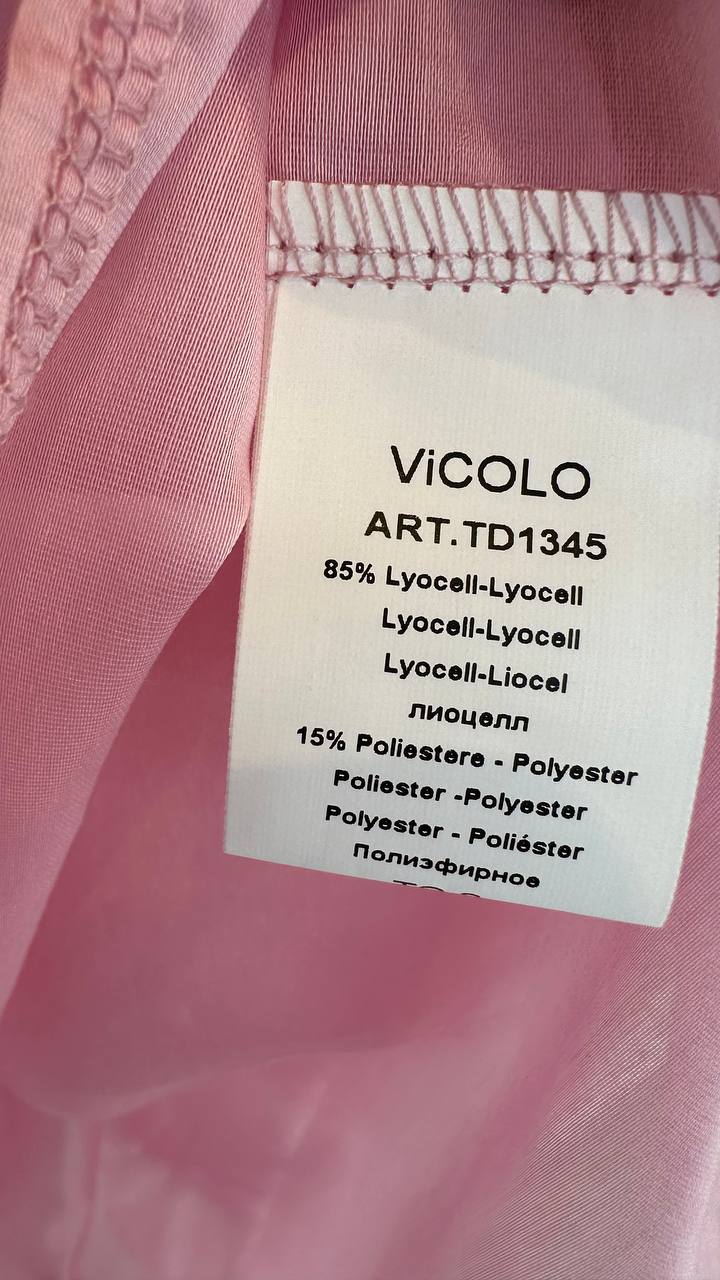 ViCOLO
ART.TD1345
85% Lyocell-Lyocell
Lyocell-Lyocell
Lyocell-Liocel
лиоцелл
15% Poliestere - Polyester
Poliester -Polyester
Polyester - Poliéster
Полиэфирное